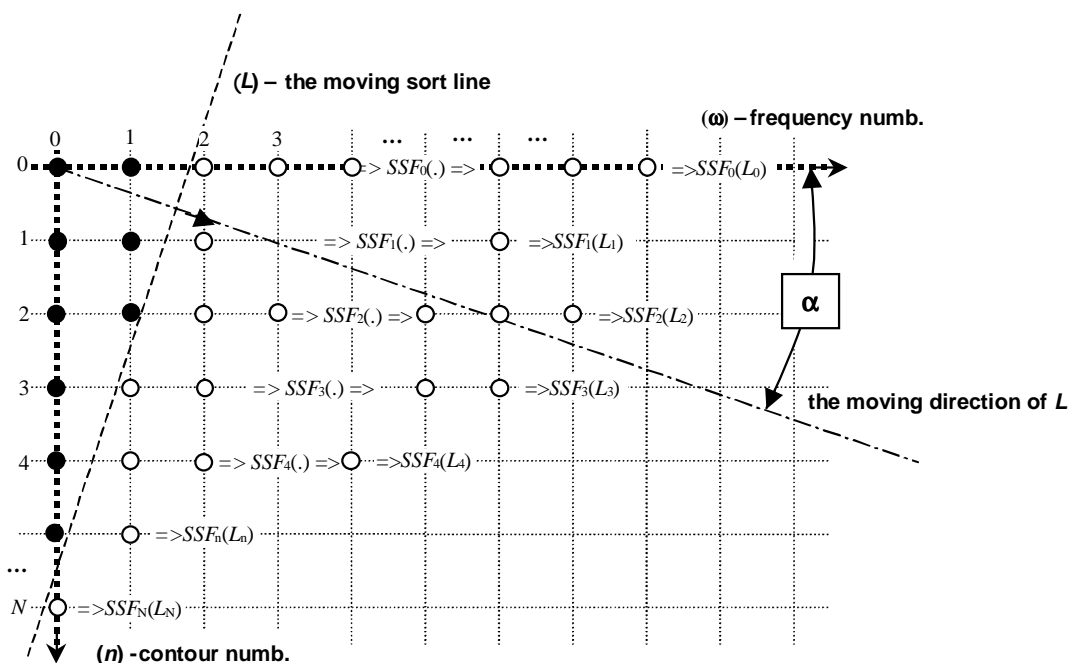 (L) – the moving sort line
(ω) – frequency numb.
0 1 2 3 ... ... ...
0 => SSF0(.) => =>SSF0(L0)
1 => SSF1(.) => =>SSF1(L1)
α
2 => SSF2(.) => =>SSF2(L2)
3 => SSF3(.) => =>SSF3(L3)
the moving direction of L
4 => SSF4(.) => =>SSF4(L4)
=>SSFn(Ln)
...
N =>SSFN(LN)
(n) -contour numb.